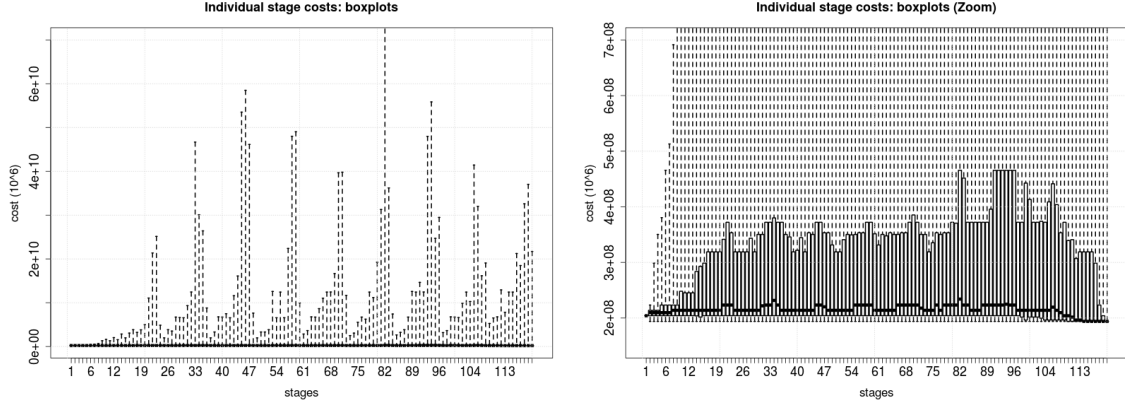 Individual stage costs: boxplots
cost (10^6)
0e+00
2e+10
4e+10
6e+10
1 6 12 19 26 33 40 47 53 61 68 75 82 89 96 104 113
stages
Individual stage costs: boxplots (Zoom)
cost (10^6)
2e+08
3e+08
4e+08
5e+08
6e+08
7e+08
1 6 12 19 26 33 40 47 54 61 68 75 82 89 96 104 113
stages